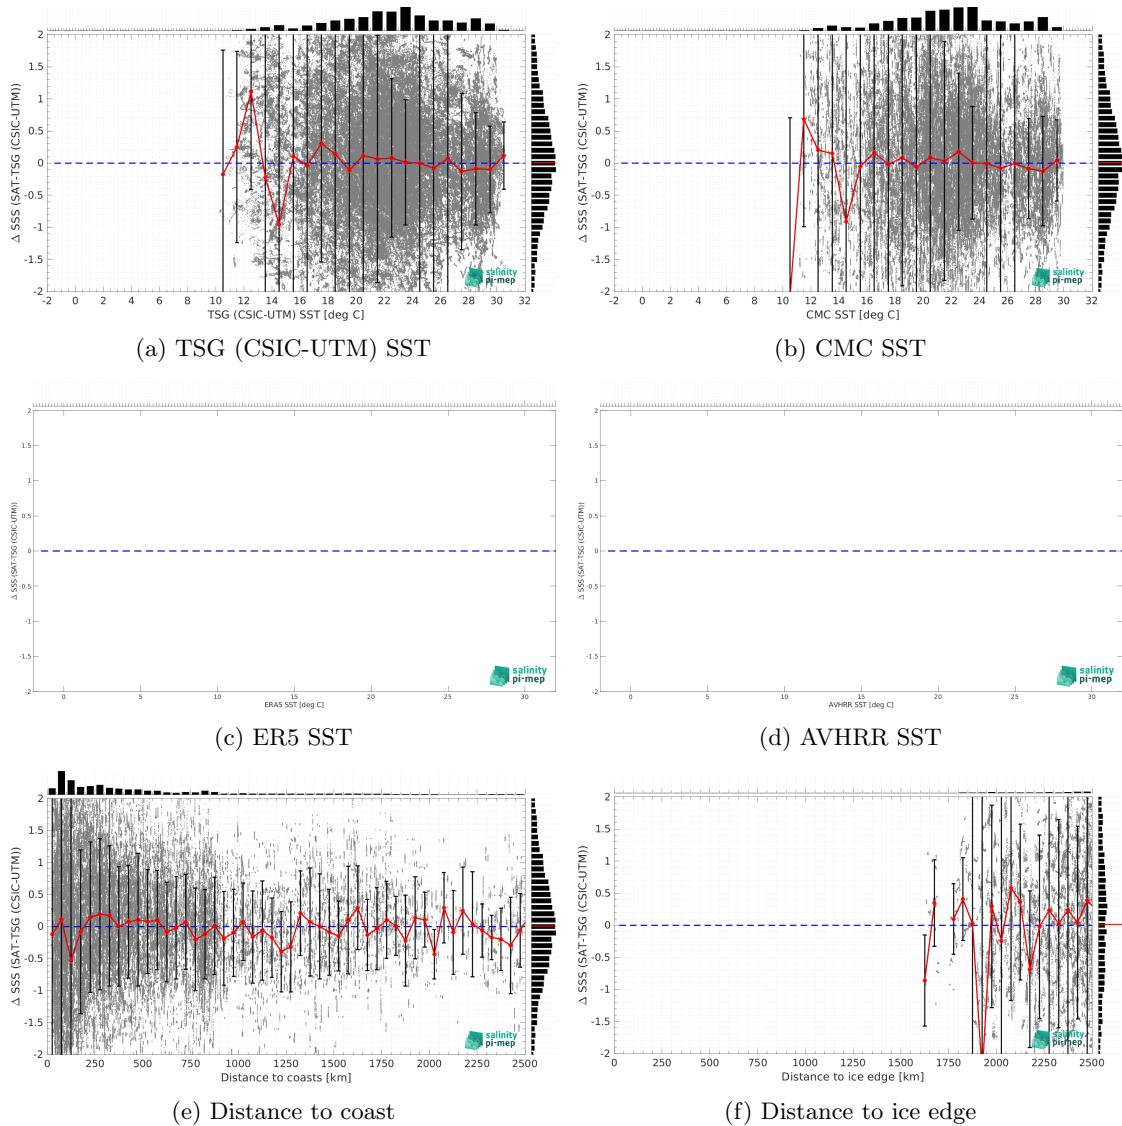 2
1.5
1
0.5
0
-0.5
-1
-1.5
-2
Δ SSS (SAT-TSG (CSIC-UTM))
-2 0 2 4 6 8 10 12 14 16 18 20 22 24 26 28 30 32
TSG (CSIC-UTM) SST [deg C]
salinity
pi-mep
(a) TSG (CSIC-UTM) SST
2
1.5
1
0.5
0
-0.5
-1
-1.5
-2
Δ SSS (SAT-TSG (CSIC-UTM))
-2 0 2 4 6 8 10 12 14 16 18 20 22 24 26 28 30 32
CMC SST [deg C]
salinity
pi-mep
(b) CMC SST
2
1.5
1
0.5
0
-0.5
-1
-1.5
-2
Δ SSS (SAT-TSG (CSIC-UTM))
0 5 10 15 20 25 30
ERA5 SST [deg C]
salinity
pi-mep
(c) ER5 SST
2
1.5
1
0.5
0
-0.5
-1
-1.5
-2
Δ SSS (SAT-TSG (CSIC-UTM))
0 5 10 15 20 25 30
AVHRR SST [deg C]
salinity
pi-mep
(d) AVHRR SST
2
1.5
1
0.5
0
-0.5
-1
-1.5
-2
Δ SSS (SAT-TSG (CSIC-UTM))
0 250 500 750 1000 1250 1500 1750 2000 2250 2500
Distance to coasts [km]
salinity
pi-mep
(e) Distance to coast
2
1.5
1
0.5
0
-0.5
-1
-1.5
-2
Δ SSS (SAT-TSG (CSIC-UTM))
0 250 500 750 1000 1250 1500 1750 2000 2250 2500
Distance to ice edge [km]
salinity
pi-mep
(f) Distance to ice edge